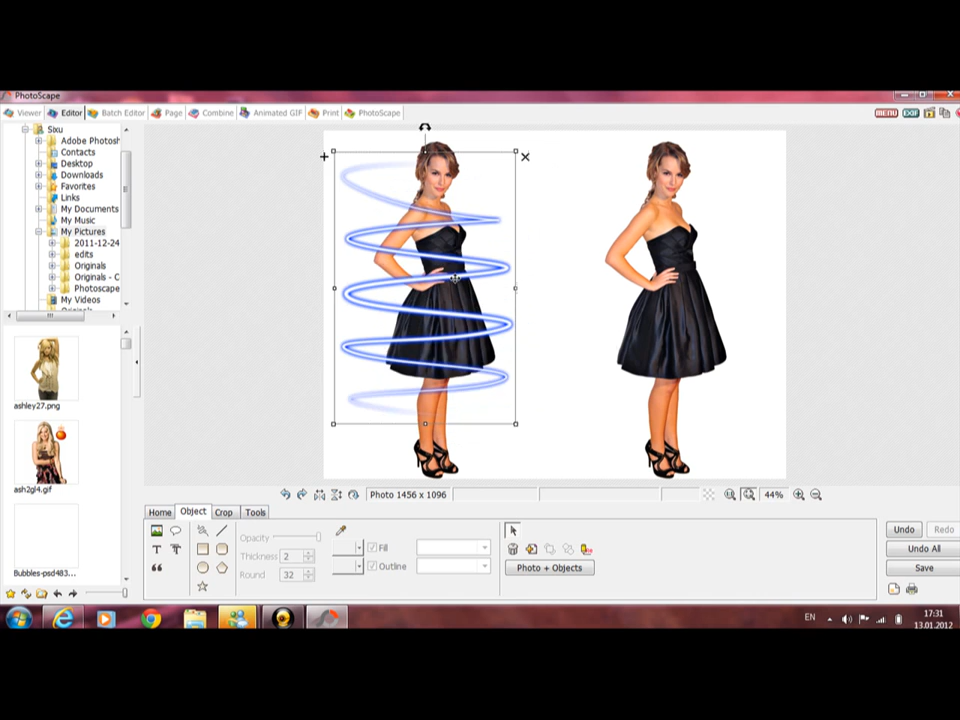 PhotoScape
Viewer Editor Batch Editor Page Combine Animated GIF Print PhotoScape MENU EXIF
Sixu
Adobe Photosh
Contacts
Desktop
Downloads
Favorites
Links
My Documents
My Music
My Pictures
2011-12-24
edits
Originals
Originals - C
Photoscape
My Videos
ashley27.png
ash2gl4.gif
Bubbles-psd483...
Photo 1456 x 1096 44%
Home Object Crop Tools
Opacity
Thickness 2
Round 32
Fill
Outline
Photo + Objects
Undo Redo
Undo All
Save
EN 17:31
13.01.2012